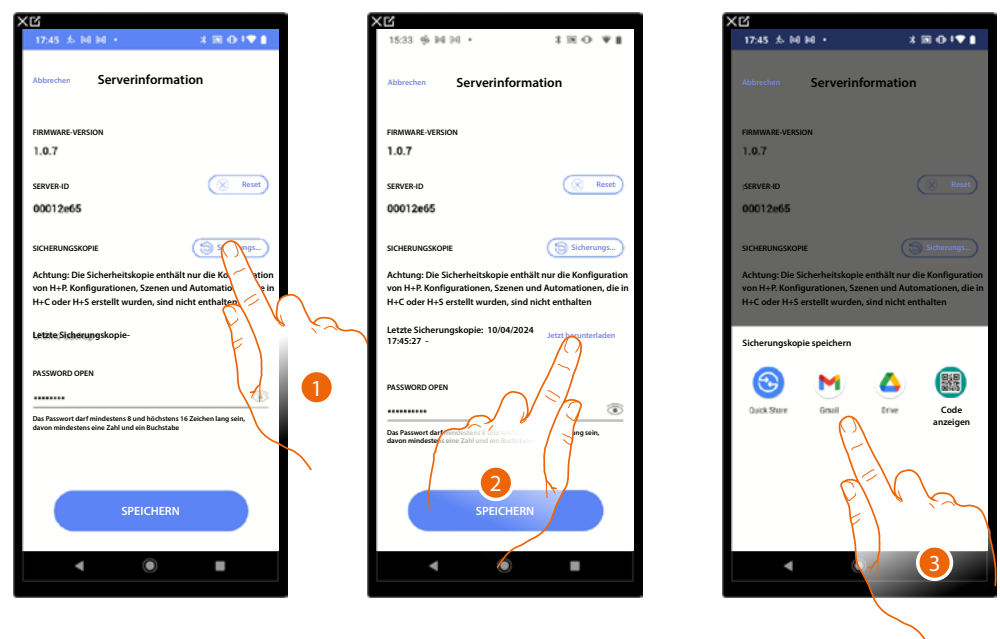 17:45
Abbrechen
Serverinformation
FIRMWARE-VERSION
1.0.7
SERVER-ID
Reset
00012e65
SICHERUNGSKOPIE
Achtung: Die Sicherheitskopie enthält nur die Konfiguration
von H+P. Konfigurationen, Szenen und Automationen, die in
H+C oder H+S erstellt wurden, sind nicht enthalten
Letzte Sicherungskopie-
PASSWORD OPEN
••••••••
Das Passwort darf mindestens 8 und höchstens 16 Zeichen lang sein,
davon mindestens eine Zahl und ein Buchstabe
SPEICHERN
1
15:33
Abbrechen
Serverinformation
FIRMWARE-VERSION
1.0.7
SERVER-ID
Reset
00012e65
SICHERUNGSKOPIE
Sicherungs...
Achtung: Die Sicherheitskopie enthält nur die Konfiguration
von H+P. Konfigurationen, Szenen und Automationen, die in
H+C oder H+S erstellt wurden, sind nicht enthalten
Letzte Sicherungskopie: 10/04/2024
17:45:27 -
Jetzt herunterladen
PASSWORD OPEN
••••••••••
Das Passwort darf mindestens 8 und lang sein,
davon mindestens eine Zahl und ein Buchstabe
SPEICHERN
2
17:45
Abbrechen
Serverinformation
FIRMWARE-VERSION
1.0.7
SERVER-ID
Reset
00012e65
SICHERUNGSKOPIE
Sicherungs...
Achtung: Die Sicherheitskopie enthält nur die Konfiguration
von H+P. Konfigurationen, Szenen und Automationen, die in
H+C oder H+S erstellt wurden, sind nicht enthalten
Sicherungskopie speichern
Quick Share
Gmail
Drive
Code
anzeigen
3